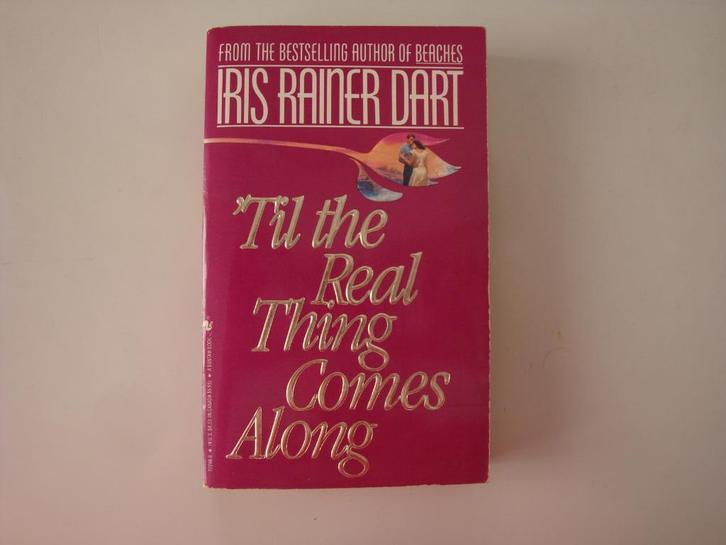 FROM THE BESTSELLING AUTHOR OF BEACHES
IRIS RAINER DART
'Til the
Real
Thing
Comes
Along